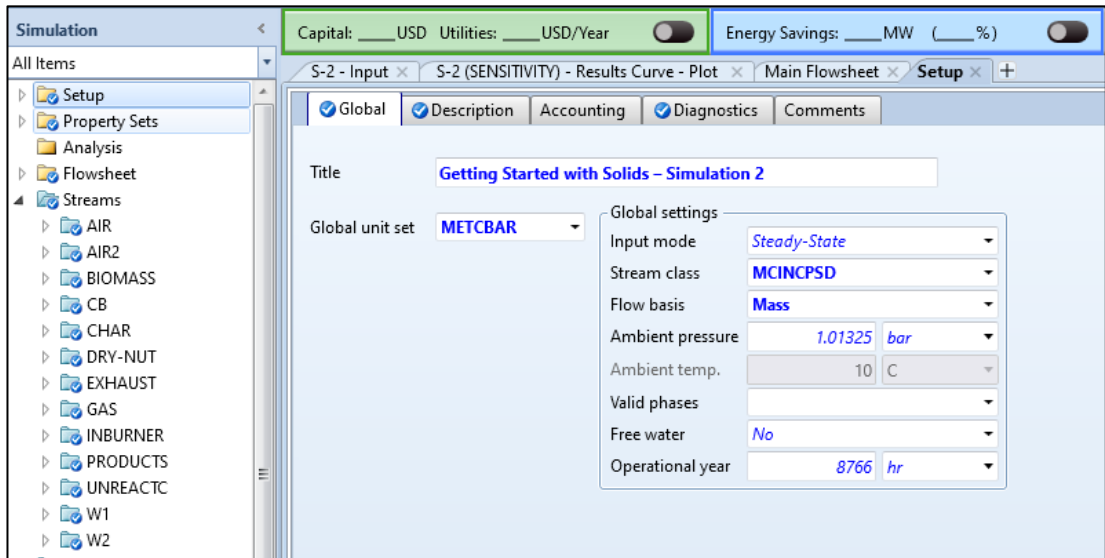 Simulation <
All Items
Setup
Property Sets
Analysis
Flowsheet
Streams
AIR
AIR2
BIOMASS
CB
CHAR
DRY-NUT
EXHAUST
GAS
INBURNER
PRODUCTS
UNREACTC
W1
W2
Capital: ____USD Utilities: ____USD/Year
Energy Savings: ____MW (____%)
S-2 - Input × S-2 (SENSITIVITY) - Results Curve - Plot × Main Flowsheet × Setup × +
Global Description Accounting Diagnostics Comments
Title Getting Started with Solids – Simulation 2
Global unit set METCBAR
Global settings
Input mode Steady-State
Stream class MCINCPSD
Flow basis Mass
Ambient pressure 1.01325 bar
Ambient temp. 10 C
Valid phases
Free water No
Operational year 8766 hr